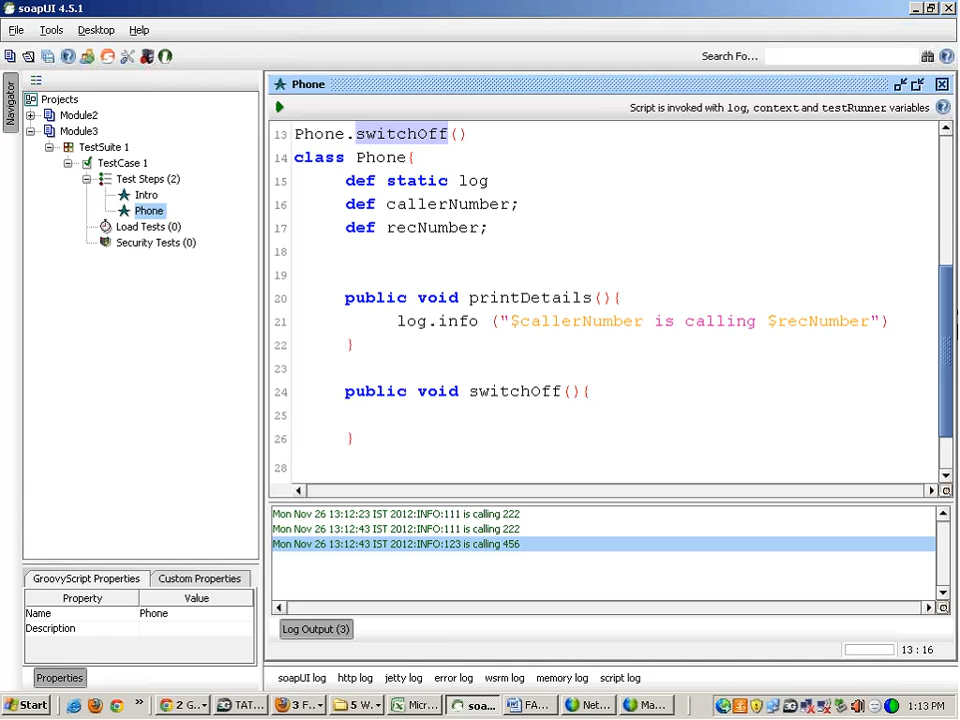 soapUI 4.5.1
File Tools Desktop Help
Search Fo...
Navigator
Projects
Module2
Module3
TestSuite 1
TestCase 1
Test Steps (2)
Intro
Phone
Load Tests (0)
Security Tests (0)
Phone
Script is invoked with log, context and testRunner variables
13 Phone.switchOff()
14 class Phone{
15 def static log
16 def callerNumber;
17 def recNumber;
18
19
20 public void printDetails(){
21 log.info ("$callerNumber is calling $recNumber")
22 }
23
24 public void switchOff(){
25
26 }
28
Mon Nov 26 13:12:23 IST 2012:INFO:111 is calling 222
Mon Nov 26 13:12:43 IST 2012:INFO:111 is calling 222
Mon Nov 26 13:12:43 IST 2012:INFO:123 is calling 456
Log Output (3)
13 : 16
GroovyScript Properties Custom Properties
Property Value
Name Phone
Description
Properties
soapUI log http log jetty log error log wsrm log memory log script log
Start » 2 G... TAT... 3 F... 5 W... Micr... soa... FA... Net... Ma... 1:13 PM